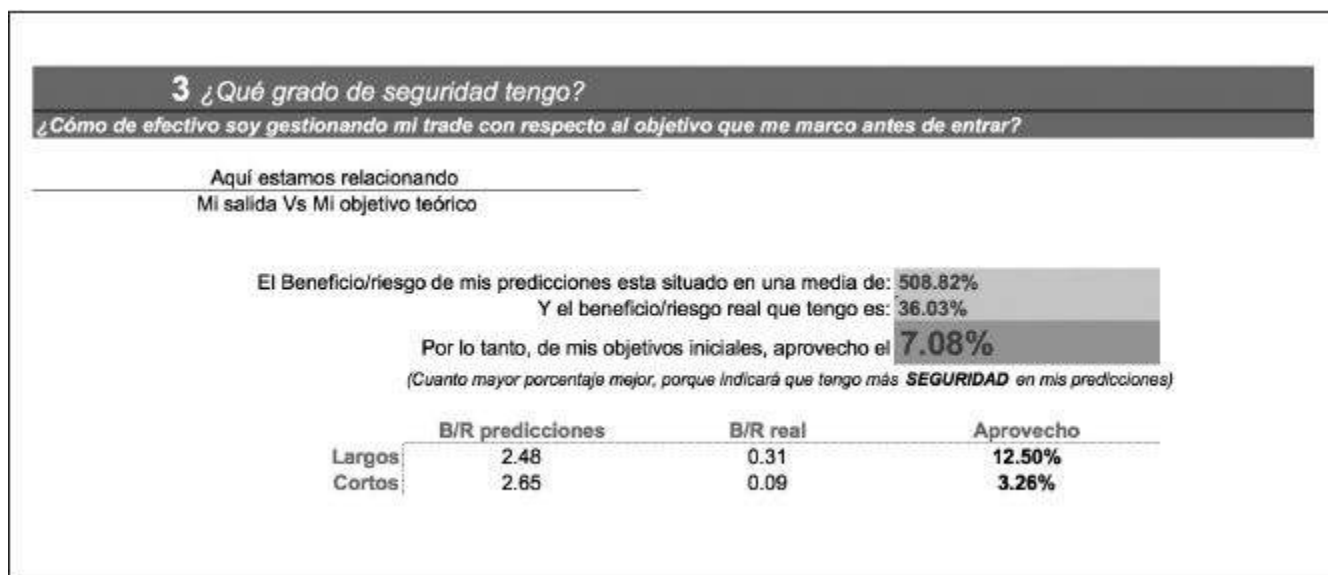 3 ¿Qué grado de seguridad tengo?
¿Cómo de efectivo soy gestionando mi trade con respecto al objetivo que me marco antes de entrar?
Aquí estamos relacionando
Mi salida Vs Mi objetivo teórico
El Beneficio/riesgo de mis predicciones esta situado en una media de: 508.82%
Y el beneficio/riesgo real que tengo es: 36.03%
Por lo tanto, de mis objetivos iniciales, aprovecho el 7.08%
(Cuanto mayor porcentaje mejor, porque indicará que tengo más SEGURIDAD en mis predicciones)
B/R predicciones B/R real Aprovecho
Largos 2.48 0.31 12.50%
Cortos 2.65 0.09 3.26%